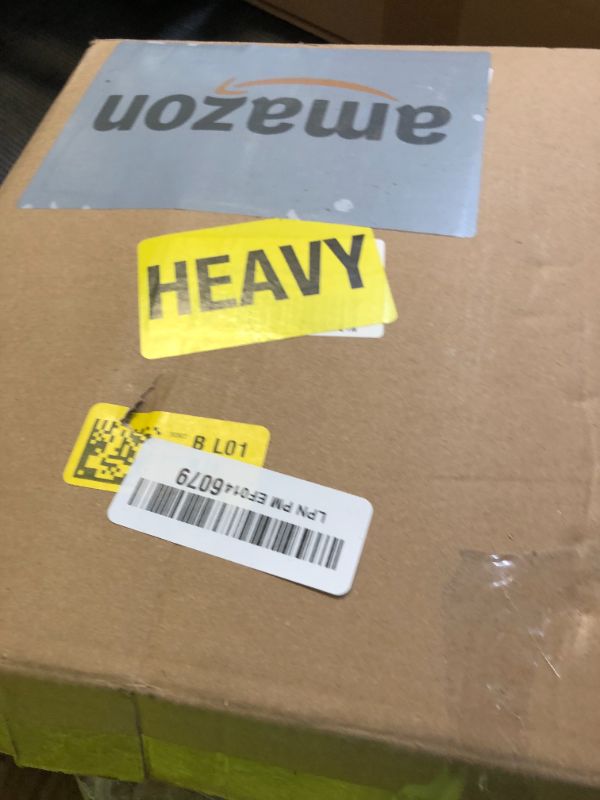 amazon
HEAVY
B L01
LPN PM EF0146079